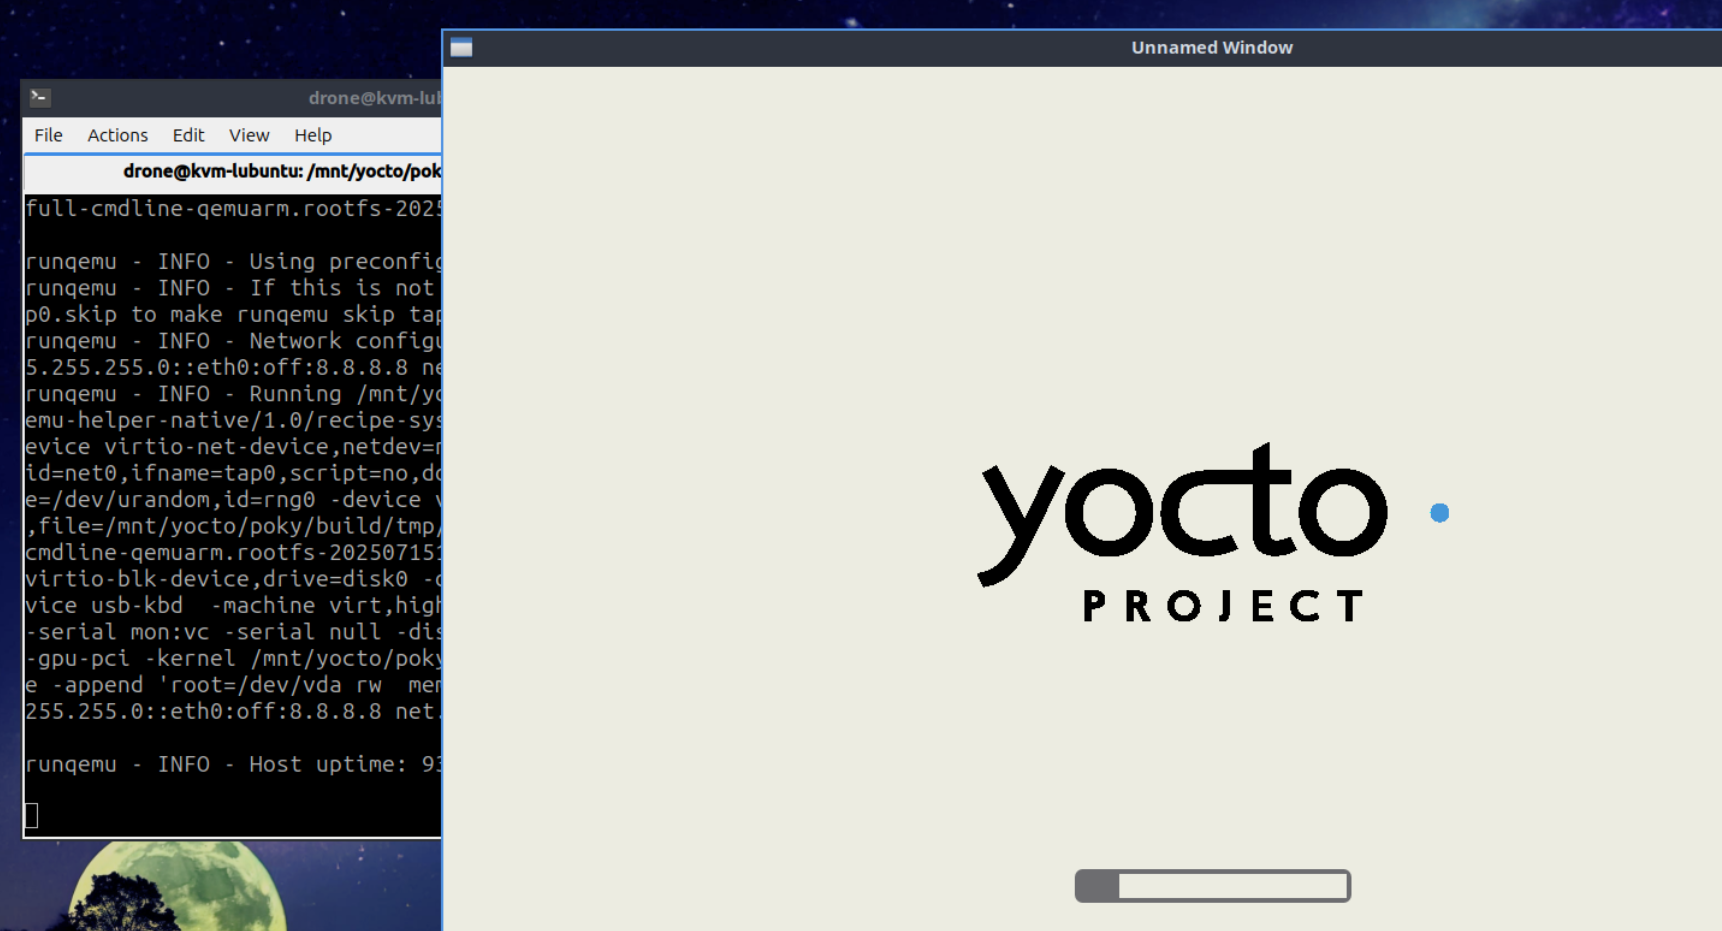 Unnamed Window
drone@kvm-lub
File Actions Edit View Help
drone@kvm-lubuntu: /mnt/yocto/pok
full-cmdline-qemuarm.rootfs-2025
runqemu - INFO - Using preconfig
runqemu - INFO - If this is not
p0.skip to make runqemu skip tap
runqemu - INFO - Network configu
5.255.255.0::eth0:off:8.8.8.8 ne
runqemu - INFO - Running /mnt/yo
emu-helper-native/1.0/recipe-sys
evice virtio-net-device,netdev=n
id=net0,ifname=tap0,script=no,do
e=/dev/urandom,id=rng0 -device v
,file=/mnt/yocto/poky/build/tmp/
cmdline-qemuarm.rootfs-202507151
virtio-blk-device,drive=disk0 -d
vice usb-kbd  -machine virt,high
-serial mon:vc -serial null -dis
-gpu-pci -kernel /mnt/yocto/poky
e -append 'root=/dev/vda rw  mem
255.255.0::eth0:off:8.8.8.8 net.
runqemu - INFO - Host uptime: 93
yocto
PROJECT